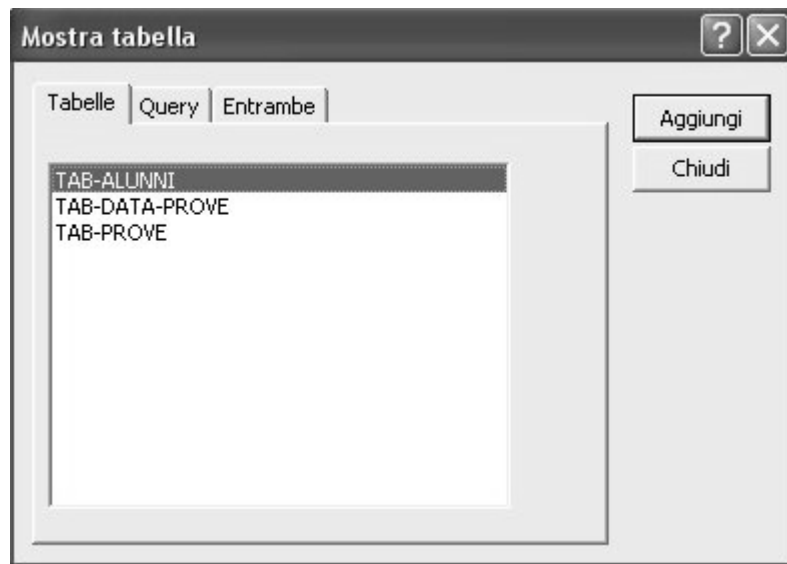 Mostra tabella
Tabelle Query Entrambe
Aggiungi
Chiudi
TAB-ALUNNI
TAB-DATA-PROVE
TAB-PROVE